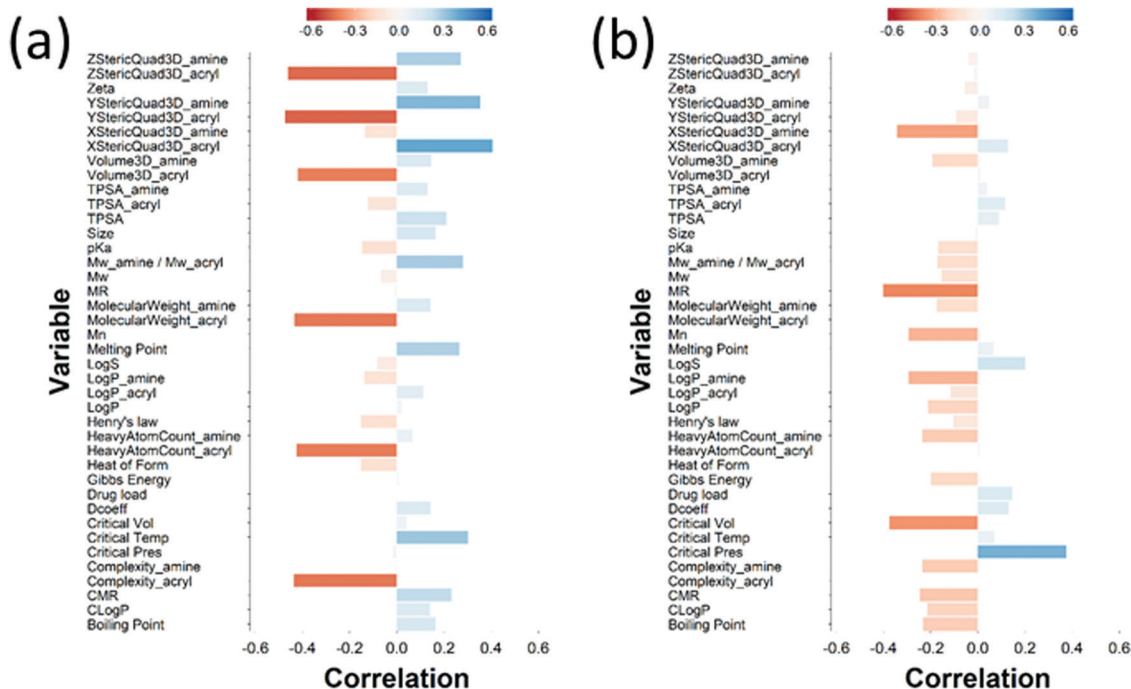 (a)
-0.6 -0.3 0.0 0.3 0.6
Variable
ZStericQuad3D_amine
ZStericQuad3D_acryl
Zeta
YStericQuad3D_amine
YStericQuad3D_acryl
XStericQuad3D_amine
XStericQuad3D_acryl
Volume3D_amine
Volume3D_acryl
TPSA_amine
TPSA_acryl
TPSA
Size
pKa
Mw_amine / Mw_acryl
Mw
MR
MolecularWeight_amine
MolecularWeight_acryl
Mn
Melting Point
LogS
LogP_amine
LogP_acryl
LogP
Henry's law
HeavyAtomCount_amine
HeavyAtomCount_acryl
Heat of Form
Gibbs Energy
Drug load
Dcoeff
Critical Vol
Critical Temp
Critical Pres
Complexity_amine
Complexity_acryl
CMR
CLogP
Boiling Point
-0.6 -0.4 -0.2 0.0 0.2 0.4 0.6
Correlation
(b)
-0.6 -0.3 0.0 0.3 0.6
Variable
ZStericQuad3D_amine
ZStericQuad3D_acryl
Zeta
YStericQuad3D_amine
YStericQuad3D_acryl
XStericQuad3D_amine
XStericQuad3D_acryl
Volume3D_amine
Volume3D_acryl
TPSA_amine
TPSA_acryl
TPSA
Size
pKa
Mw_amine / Mw_acryl
Mw
MR
MolecularWeight_amine
MolecularWeight_acryl
Mn
Melting Point
LogS
LogP_amine
LogP_acryl
LogP
Henry's law
HeavyAtomCount_amine
HeavyAtomCount_acryl
Heat of Form
Gibbs Energy
Drug load
Dcoeff
Critical Vol
Critical Temp
Critical Pres
Complexity_amine
Complexity_acryl
CMR
CLogP
Boiling Point
-0.6 -0.4 -0.2 0.0 0.2 0.4 0.6
Correlation